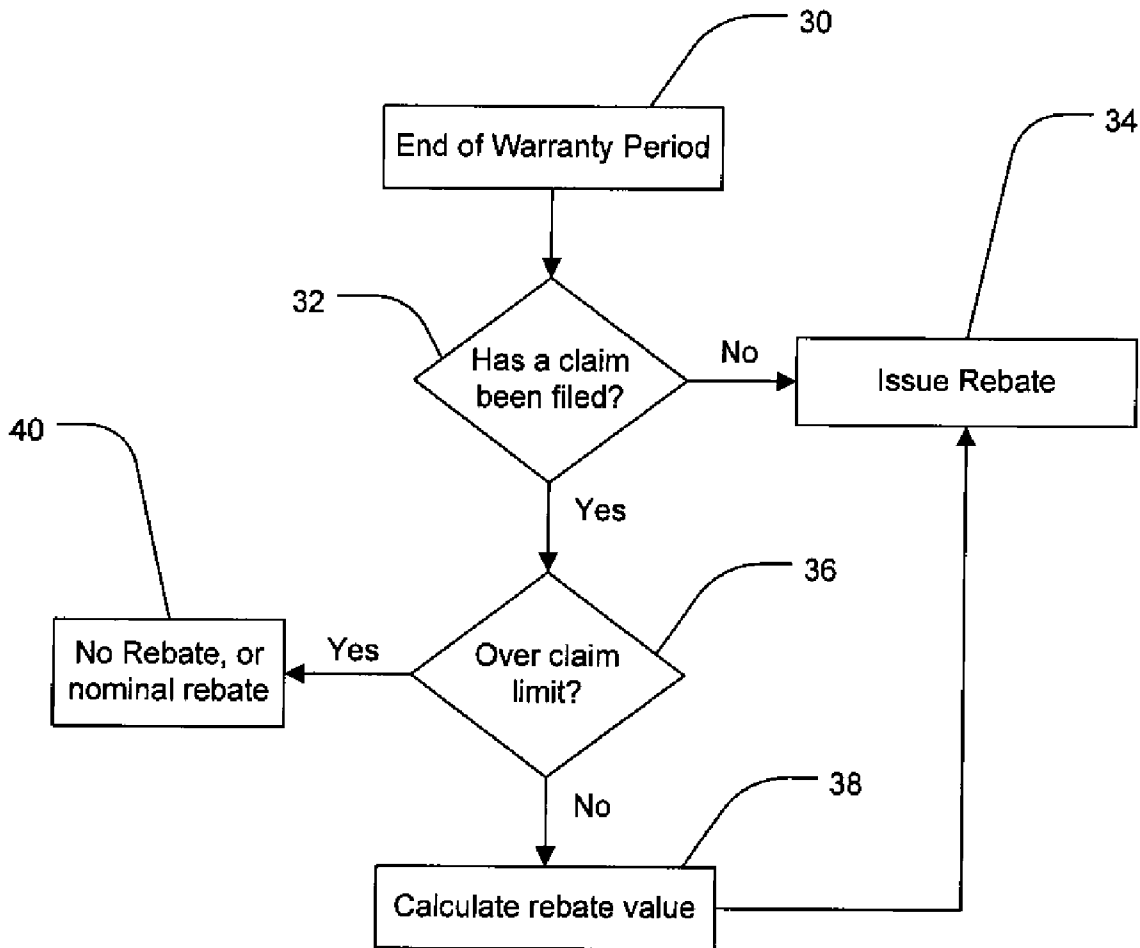 30
End of Warranty Period
34
32
Has a claim
been filed?
No
Issue Rebate
40
Yes
36
No Rebate, or
nominal rebate
Yes
Over claim
limit?
38
No
Calculate rebate value